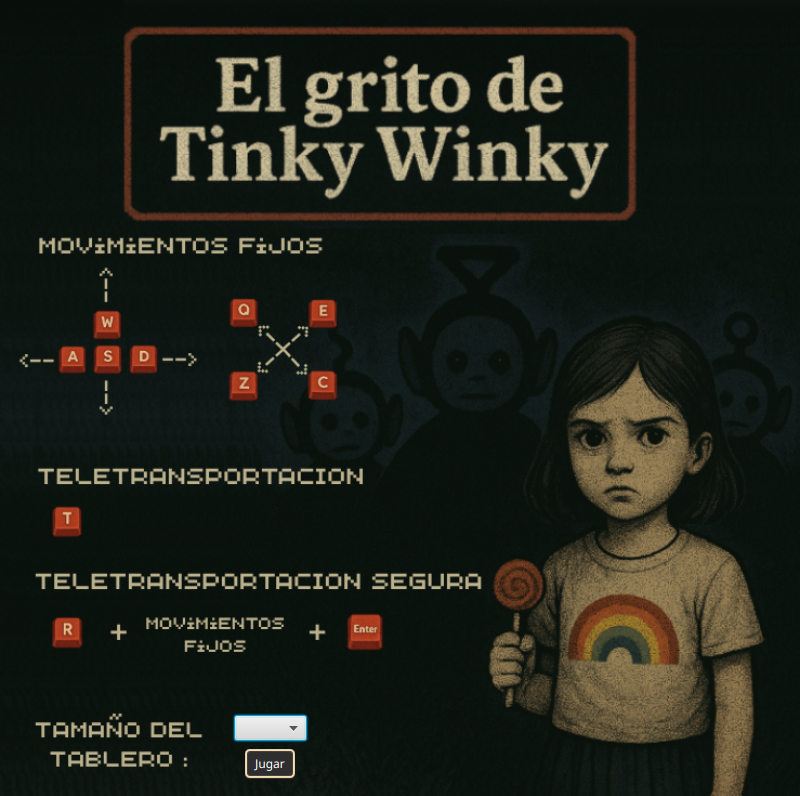 El grito de
Tinky Winky
MOViMiENTOS FiJOS
W
A S D
Q E
Z C
TELETRANSPORTACION
T
TELETRANSPORTACION SEGURA
R + MOViMiENTOS FiJOS + Enter
TAMAÑO DEL
TABLERO :
Jugar